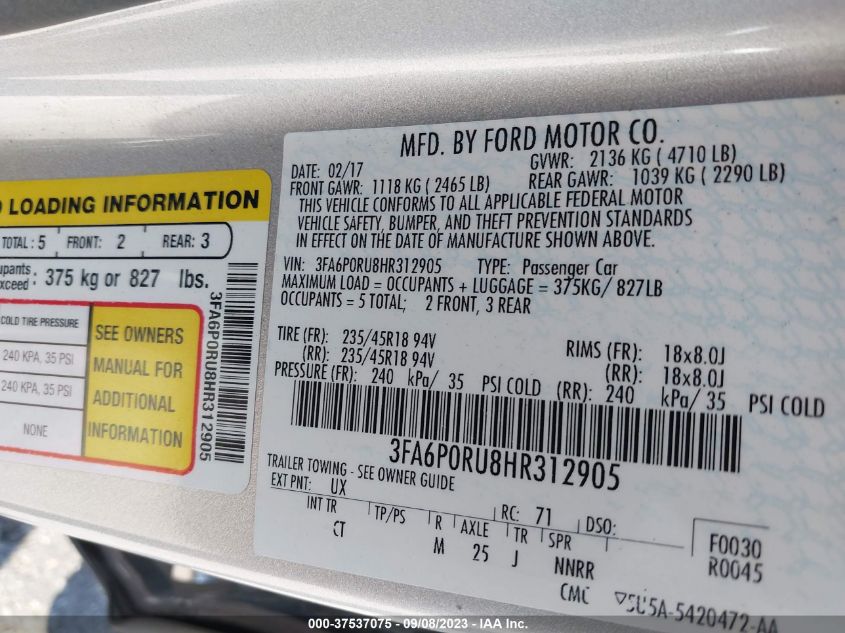 D LOADING INFORMATION
TOTAL: 5 FRONT: 2 REAR: 3
upants
xceed: 375 kg or 827 lbs.
COLD TIRE PRESSURE
240 KPA, 35 PSI
240 KPA, 35 PSI
NONE
SEE OWNERS
MANUAL FOR
ADDITIONAL
INFORMATION
3FA6P0RU8HR312905
MFD. BY FORD MOTOR CO.
DATE: 02/17 GVWR: 2136 KG ( 4710 LB)
FRONT GAWR: 1118 KG ( 2465 LB) REAR GAWR: 1039 KG ( 2290 LB)
THIS VEHICLE CONFORMS TO ALL APPLICABLE FEDERAL MOTOR
VEHICLE SAFETY, BUMPER, AND THEFT PREVENTION STANDARDS
IN EFFECT ON THE DATE OF MANUFACTURE SHOWN ABOVE.
VIN: 3FA6P0RU8HR312905 TYPE: Passenger Car
MAXIMUM LOAD = OCCUPANTS + LUGGAGE = 375KG/ 827LB
OCCUPANTS = 5 TOTAL; 2 FRONT, 3 REAR
TIRE (FR): 235/45R18 94V RIMS (FR): 18x8.0J
(RR): 235/45R18 94V (RR): 18x8.0J
PRESSURE (FR): 240 kPa/ 35 PSI COLD (RR): 240 kPa/ 35 PSI COLD
3FA6P0RU8HR312905
TRAILER TOWING - SEE OWNER GUIDE
EXT PNT: UX RC: 71 DSO:
INT TR TP/PS R AXLE TR SPR F0030
CT M 25 J NNRR R0045
CMC 5U5A-5420472-AA
000-37537075 - 09/08/2023 - IAA Inc.